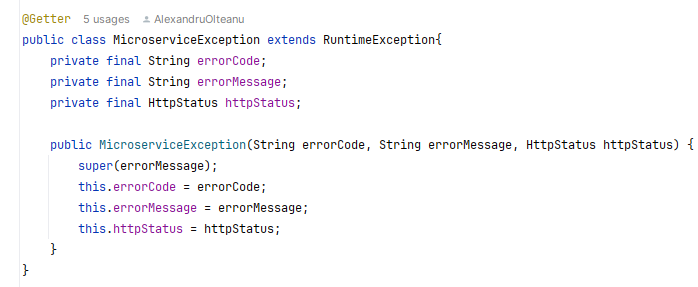 @Getter 5 usages AlexandruOlteanu
public class MicroserviceException extends RuntimeException{
private final String errorCode;
private final String errorMessage;
private final HttpStatus httpStatus;
public MicroserviceException(String errorCode, String errorMessage, HttpStatus httpStatus) {
super(errorMessage);
this.errorCode = errorCode;
this.errorMessage = errorMessage;
this.httpStatus = httpStatus;
}
}